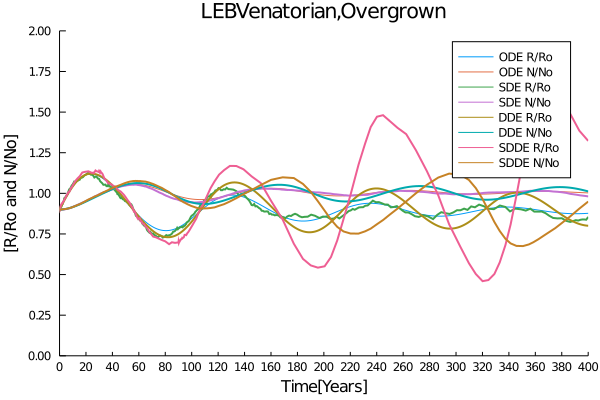 LEBVenatorian,Overgrown
[R/Ro and N/No]
2.00
1.75
1.50
1.25
1.00
0.75
0.50
0.25
0.00
ODE R/Ro
ODE N/No
SDE R/Ro
SDE N/No
DDE R/Ro
DDE N/No
SDDE R/Ro
SDDE N/No
0 20 40 60 80 100 120 140 160 180 200 220 240 260 280 300 320 340 360 380 400
Time[Years]